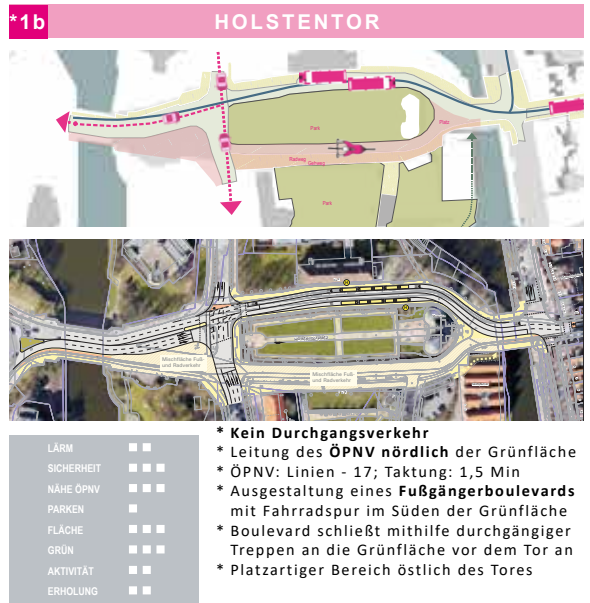 *1b
HOLSTENTOR
Park
Platz
Radweg
Gehweg
Park
Mischfläche Fuß-
und Radverkehr
Mischfläche Fuß-
und Radverkehr
* Kein Durchgangsverkehr
* Leitung des ÖPNV nördlich der Grünfläche
* ÖPNV: Linien - 17; Taktung: 1,5 Min
* Ausgestaltung eines Fußgängerboulevards
mit Fahrradspur im Süden der Grünfläche
* Boulevard schließt mithilfe durchgängiger
Treppen an die Grünfläche vor dem Tor an
* Platzartiger Bereich östlich des Tores
LÄRM
SICHERHEIT
NÄHE ÖPNV
PARKEN
FLÄCHE
GRÜN
AKTIVITÄT
ERHOLUNG